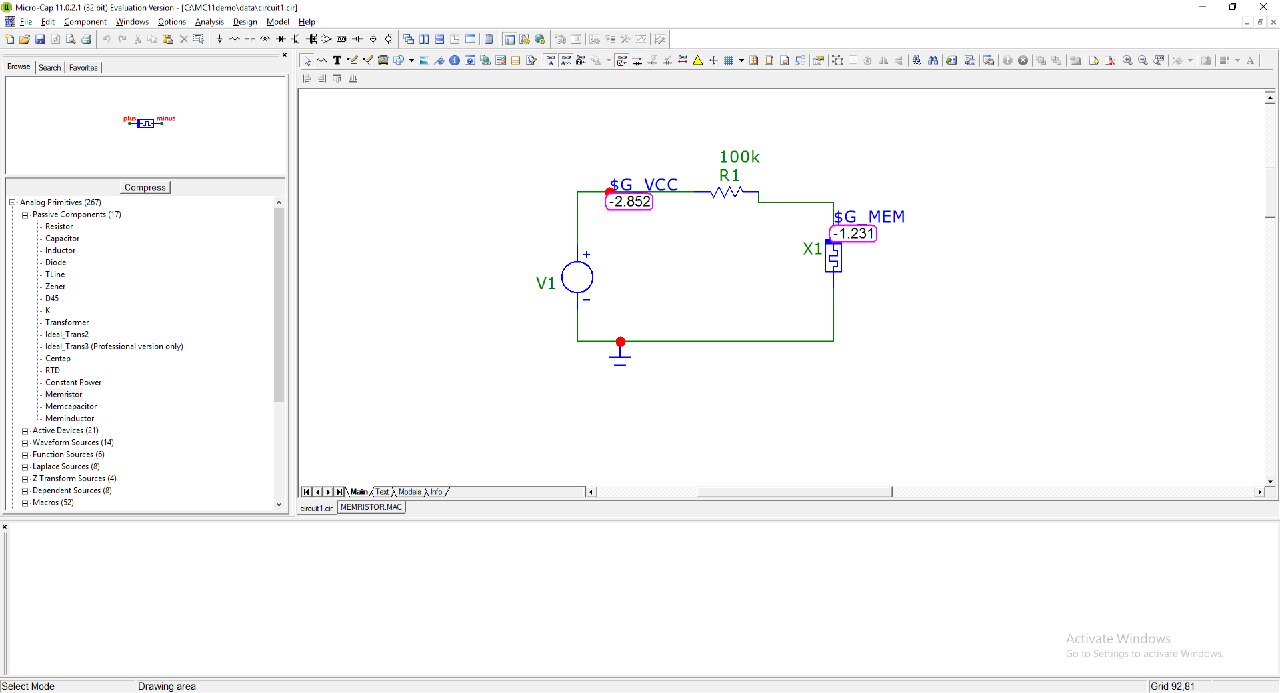 Micro-Cap 11.0.2.1 (32 bit) Evaluation Version - [C:\MC11demo\data\circuit1.cir]
File Edit Component Windows Options Analysis Design Model Help
Browse Search Favorites
plus minus
Compress
Analog Primitives (267)
Passive Components (17)
Resistor
Capacitor
Inductor
Diode
TLine
Zener
D45
K
Transformer
Ideal_Trans2
Ideal_Trans3 (Professional version only)
Centap
RTD
Constant Power
Memristor
Memcapacitor
Meminductor
Active Devices (21)
Waveform Sources (14)
Function Sources (6)
Laplace Sources (8)
Z Transform Sources (4)
Dependent Sources (8)
Macros (52)
100k
R1
$G_VCC
-2.852
$G_MEM
-1.231
X1
+
V1
-
Main Text Models Info
circuit1.cir MEMRISTOR.MAC
Activate Windows
Go to Settings to activate Windows.
Select Mode Drawing area Grid 92,81